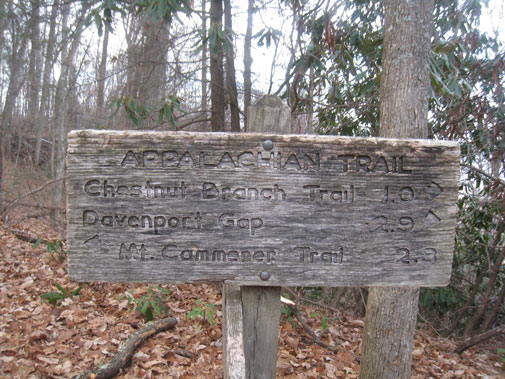 APPALACHIAN TRAIL
Chestnut Branch Trail 1.0
Davenport Gap 2.9
Mt. Cammerer Trail 2.3